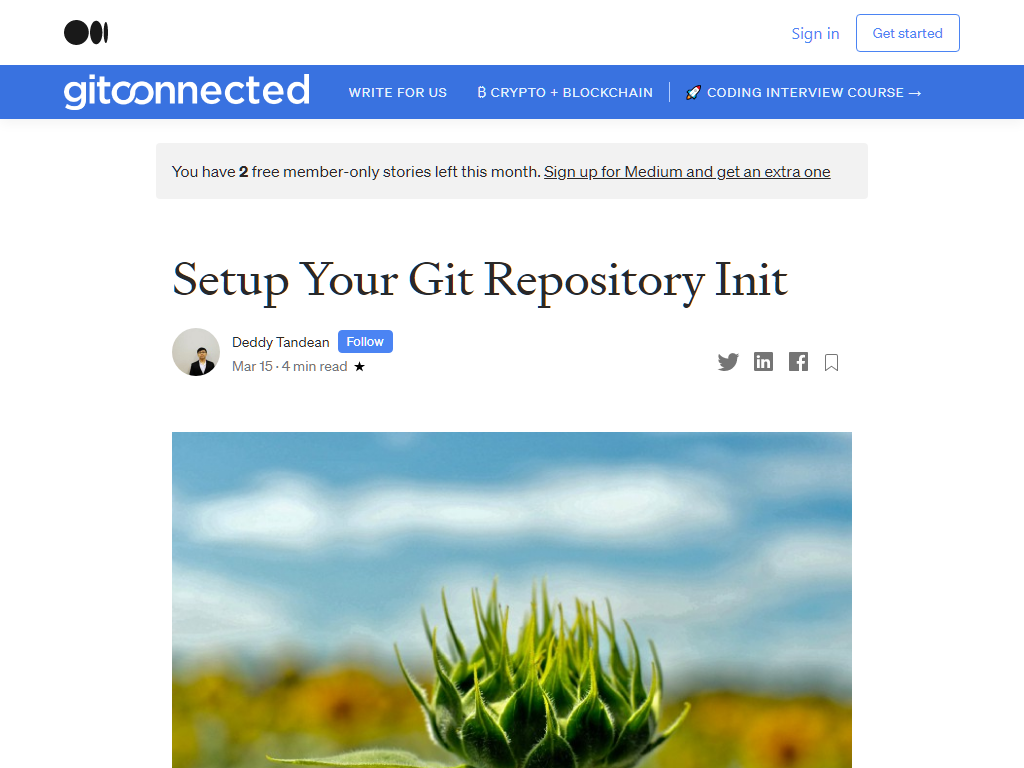 Sign in
Get started
gitconnected
WRITE FOR US
₿ CRYPTO + BLOCKCHAIN
🚀 CODING INTERVIEW COURSE →
You have 2 free member-only stories left this month. Sign up for Medium and get an extra one
Setup Your Git Repository Init
Deddy Tandean Follow
Mar 15 · 4 min read ★